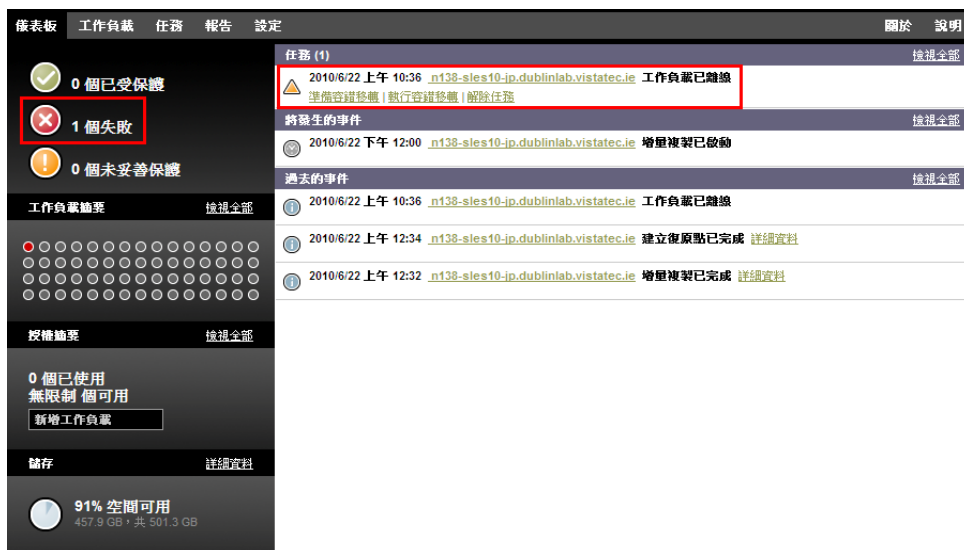 儀表板 工作負載 任務 報告 設定 關於 說明
0 個已受保護
1 個失敗
0 個未妥善保護
工作負載摘要 檢視全部
授權摘要 檢視全部
0 個已使用
無限制 個可用
新增工作負載
儲存 詳細資料
91% 空間可用
457.9 GB,共 501.3 GB
任務 (1) 檢視全部
2010/6/22 上午 10:36 n138-sles10-jp.dublinlab.vistatec.ie 工作負載已離線
準備容錯移轉 | 執行容錯移轉 | 解除任務
將發生的事件 檢視全部
2010/6/22 下午 12:00 n138-sles10-jp.dublinlab.vistatec.ie 增量複製已啟動
過去的事件 檢視全部
2010/6/22 上午 10:36 n138-sles10-jp.dublinlab.vistatec.ie 工作負載已離線
2010/6/22 上午 12:34 n138-sles10-jp.dublinlab.vistatec.ie 建立復原點已完成 詳細資料
2010/6/22 上午 12:32 n138-sles10-jp.dublinlab.vistatec.ie 增量複製已完成 詳細資料